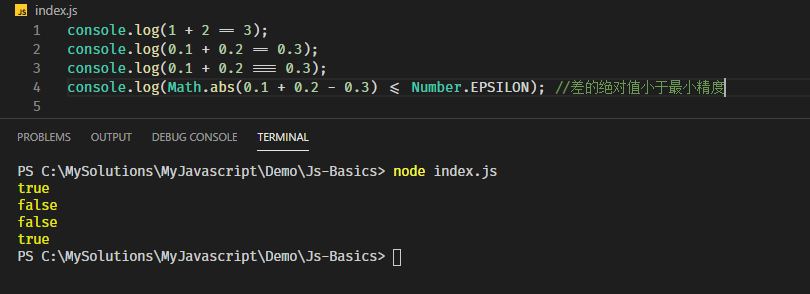 JS index.js
1 console.log(1 + 2 == 3);
2 console.log(0.1 + 0.2 == 0.3);
3 console.log(0.1 + 0.2 === 0.3);
4 console.log(Math.abs(0.1 + 0.2 - 0.3) <= Number.EPSILON); //差的绝对值小于最小精度
5
PROBLEMS OUTPUT DEBUG CONSOLE TERMINAL
PS C:\MySolutions\MyJavascript\Demo\Js-Basics> node index.js
true
false
false
true
PS C:\MySolutions\MyJavascript\Demo\Js-Basics>